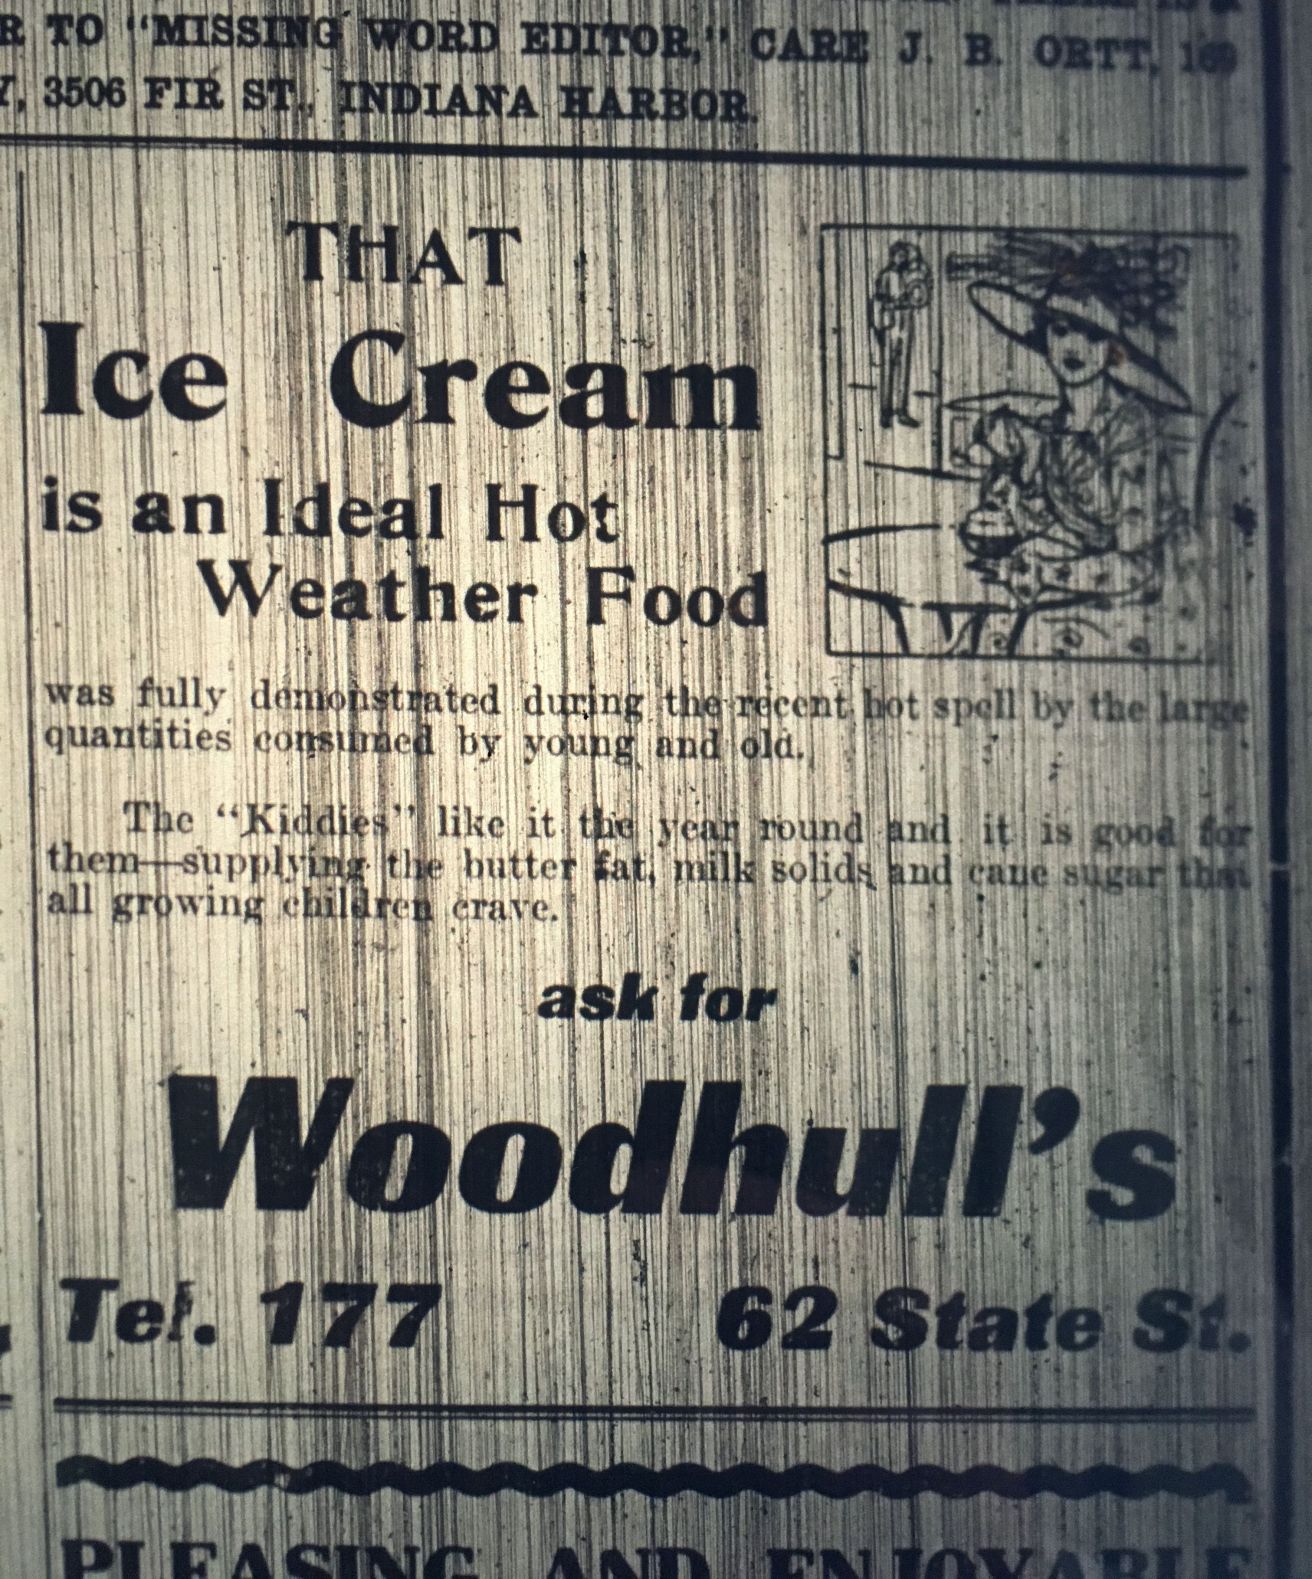 R TO "MISSING WORD EDITOR," CARE J. B. ORTT,
Y, 3506 FIR ST., INDIANA HARBOR.
THAT
Ice Cream
is an Ideal Hot
Weather Food
was fully demonstrated during the recent hot spell by the large
quantities consumed by young and old.
The "Kiddies" like it the year round and it is good for
them—supplying the butter fat, milk solids and cane sugar that
all growing children crave.
ask for
Woodhull's
Tel. 177 62 State St.
PLEASING AND ENJOYABLE